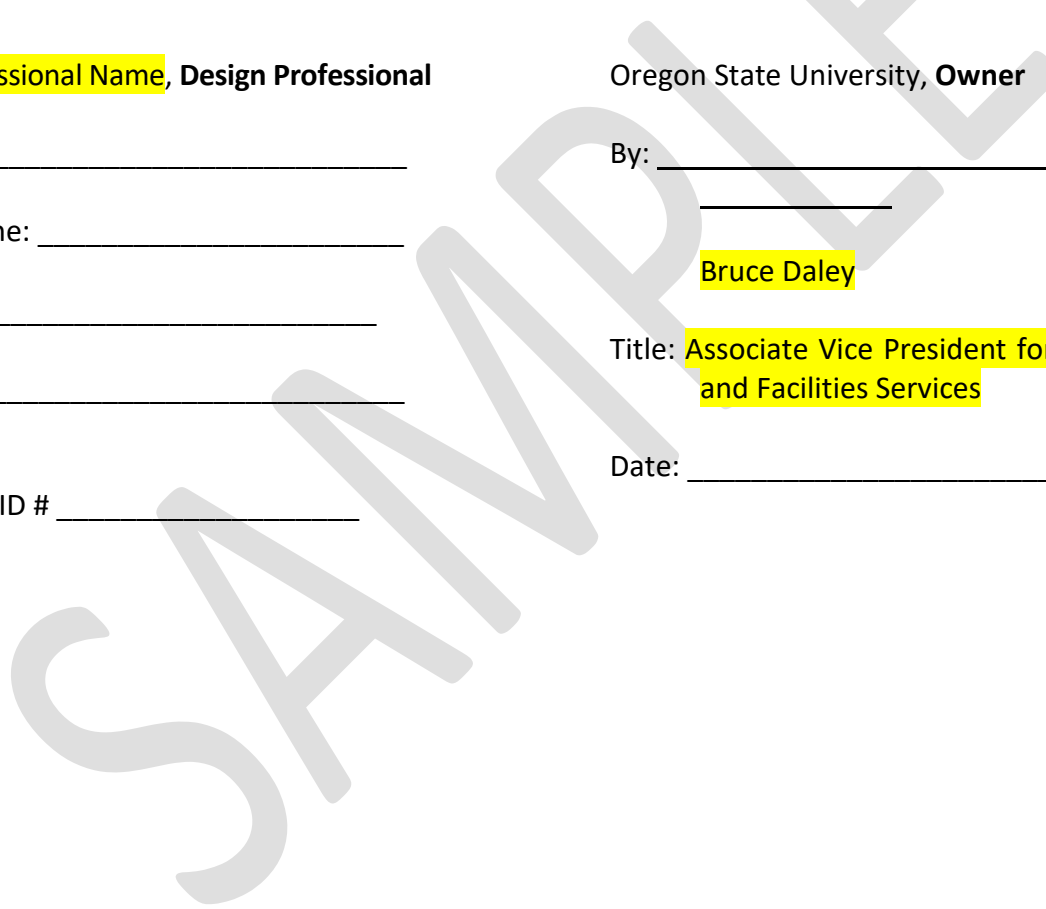 ssional Name, Design Professional
Oregon State University, Owner
By:
ne:
Bruce Daley
Title: Associate Vice President for
and Facilities Services
Date:
ID #
SAMPLE